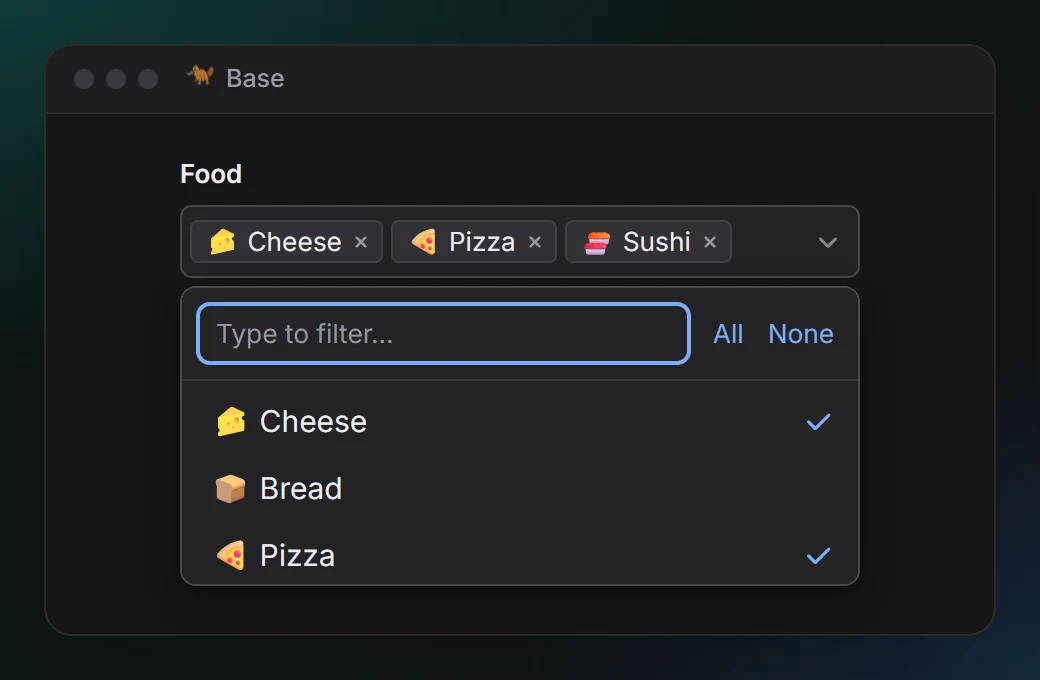 Base
Food
Cheese × Pizza × Sushi ×
Type to filter... All None
Cheese
Bread
Pizza